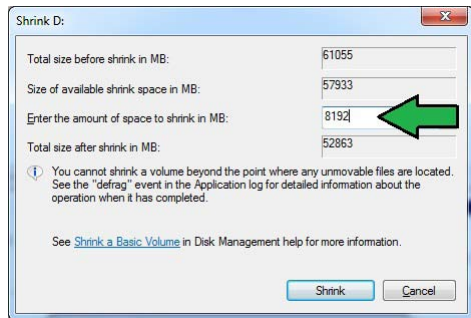 Shrink D:
Total size before shrink in MB: 61055
Size of available shrink space in MB: 57933
Enter the amount of space to shrink in MB: 8192
Total size after shrink in MB: 52863
You cannot shrink a volume beyond the point where any unmovable files are located.
See the "defrag" event in the Application log for detailed information about the
operation when it has completed.
See Shrink a Basic Volume in Disk Management help for more information.
Shrink Cancel